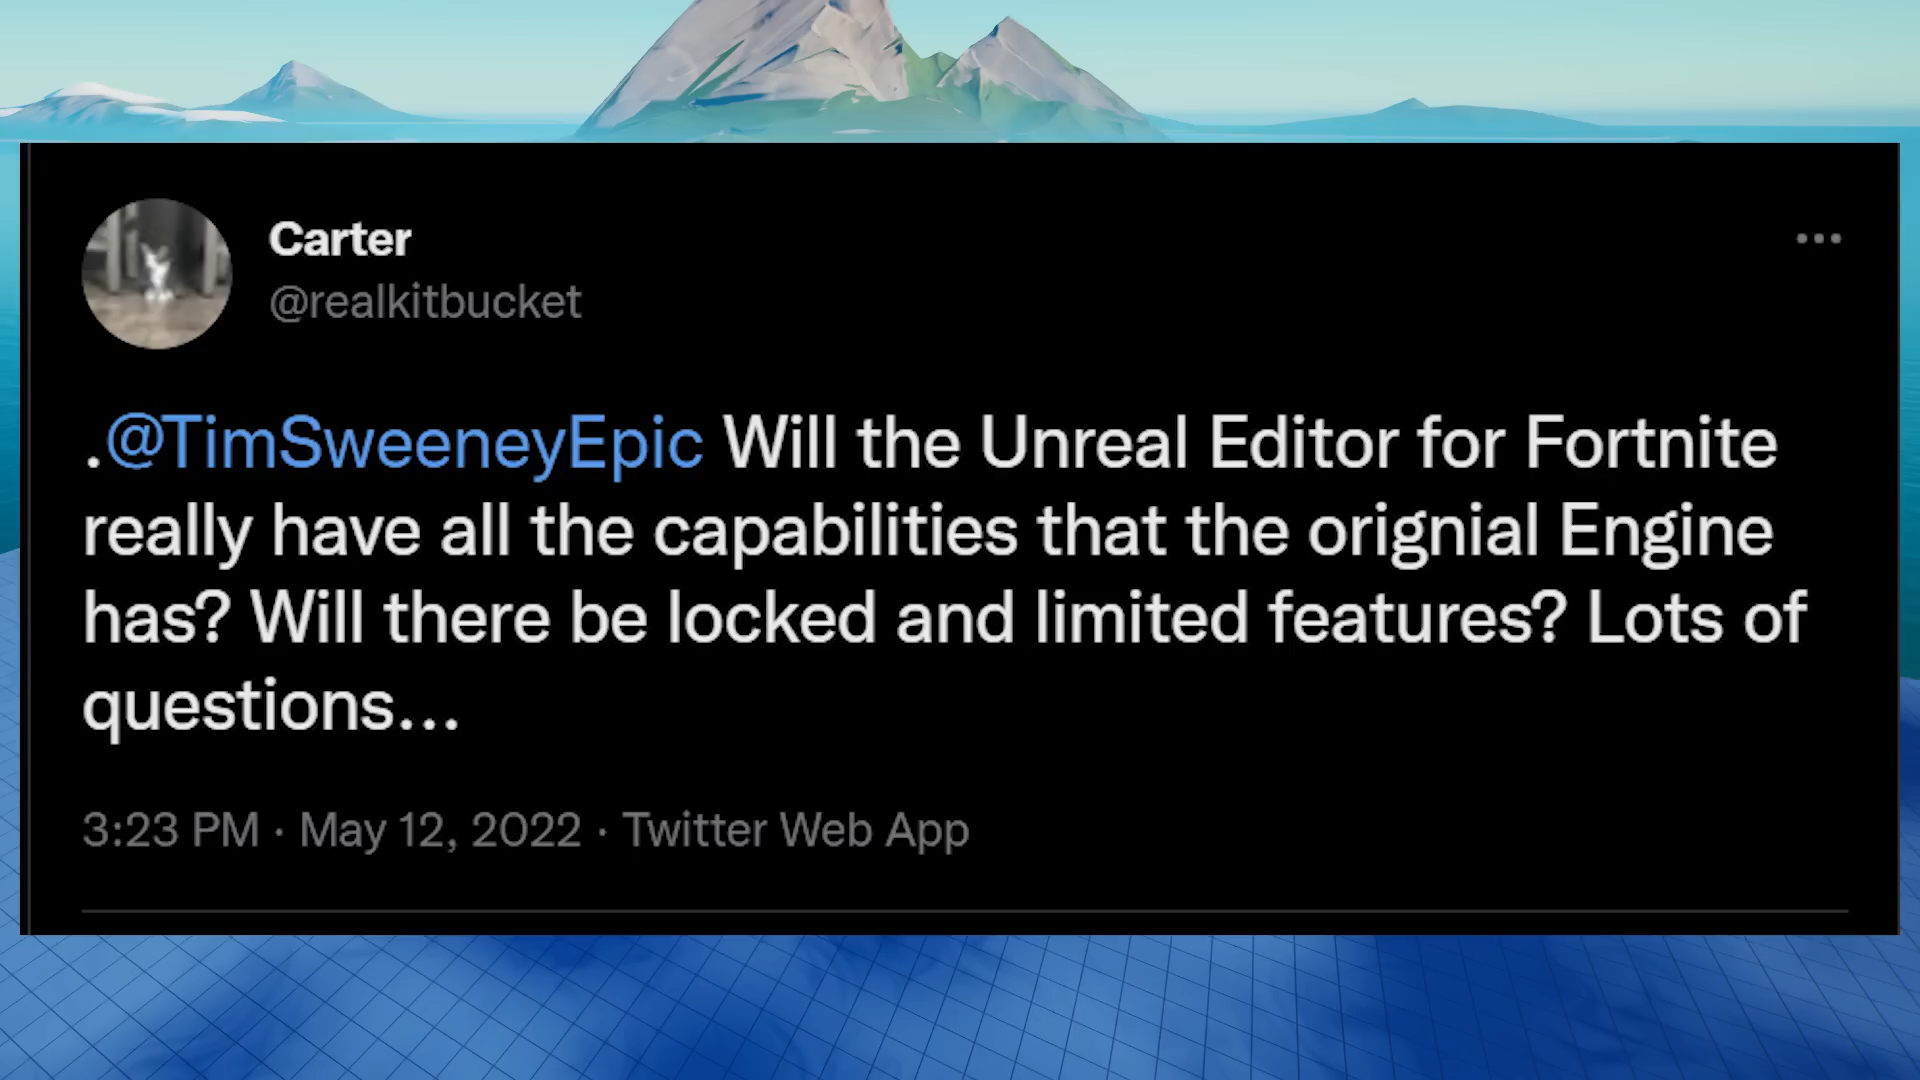 Carter
@realkitbucket
.@TimSweeneyEpic Will the Unreal Editor for Fortnite
really have all the capabilities that the orignial Engine
has? Will there be locked and limited features? Lots of
questions...
3:23 PM · May 12, 2022 · Twitter Web App